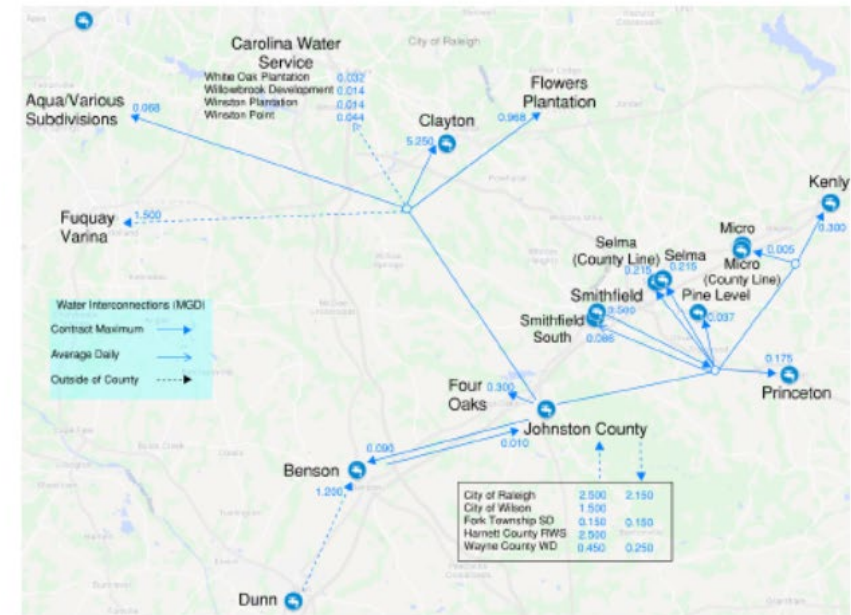 City of Raleigh
Carolina Water
Service
White Oak Plantation 0.032
Willowbrook Development 0.014
Winston Plantation 0.014
Winston Point 0.044
Aqua/Various
Subdivisions
0.068
Flowers
Plantation
0.968
Clayton
5.250
Kenly
0.300
Fuquay
Varina
1.500
Micro
0.005
Micro
(County Line)
Selma
(County Line)
0.215
Selma
0.215
Pine Level
0.037
Smithfield
3.500
Smithfield
South
0.086
Water Interconnections (MGD)
Contract Maximum
Average Daily
Outside of County
0.175
Princeton
Four
Oaks
0.300
Johnston County
0.090
0.010
Benson
1.200
City of Raleigh 2.500 2.150
City of Wilson 1.500
Fork Township SD 0.150 0.150
Harnett County RWS 2.500
Wayne County WD 0.450 0.250
Dunn